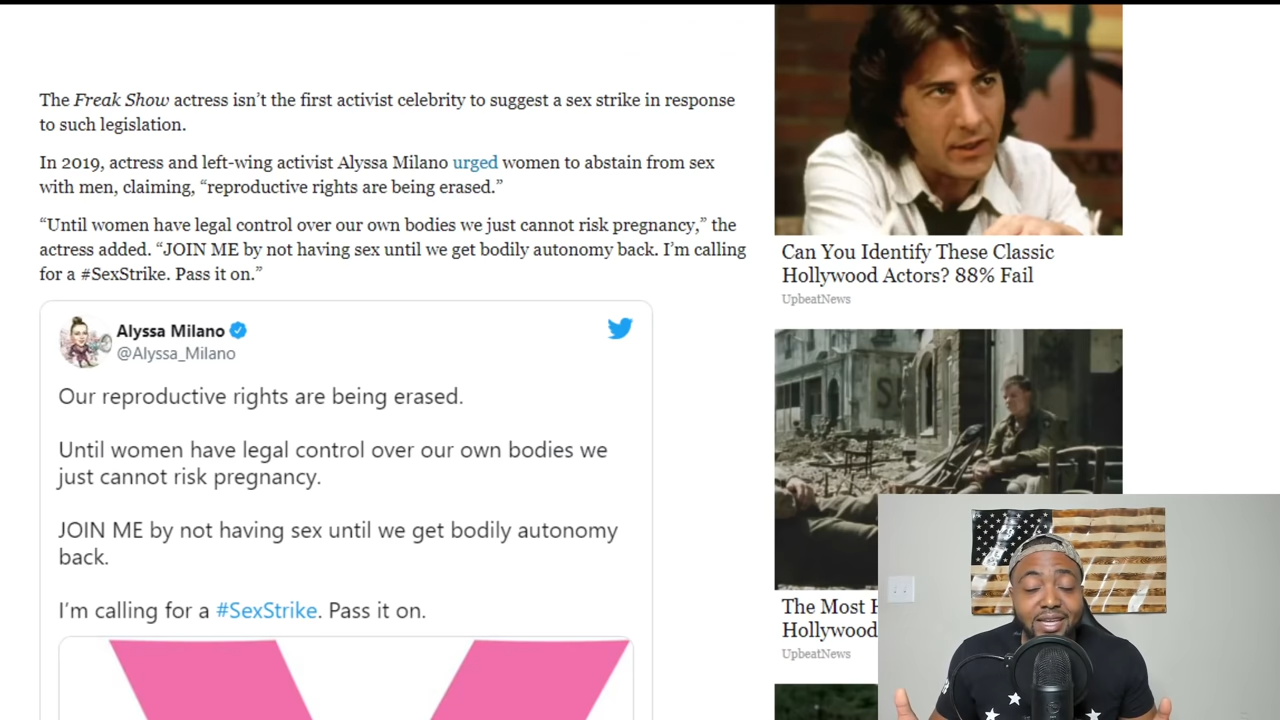 The Freak Show actress isn’t the first activist celebrity to suggest a sex strike in response
to such legislation.
In 2019, actress and left-wing activist Alyssa Milano urged women to abstain from sex
with men, claiming, “reproductive rights are being erased.”
“Until women have legal control over our own bodies we just cannot risk pregnancy,” the
actress added. “JOIN ME by not having sex until we get bodily autonomy back. I’m calling
for a #SexStrike. Pass it on.”
Alyssa Milano
@Alyssa_Milano
Our reproductive rights are being erased.
Until women have legal control over our own bodies we
just cannot risk pregnancy.
JOIN ME by not having sex until we get bodily autonomy
back.
I’m calling for a #SexStrike. Pass it on.
Can You Identify These Classic
Hollywood Actors? 88% Fail
UpbeatNews
The Most
Hollywood
UpbeatNews